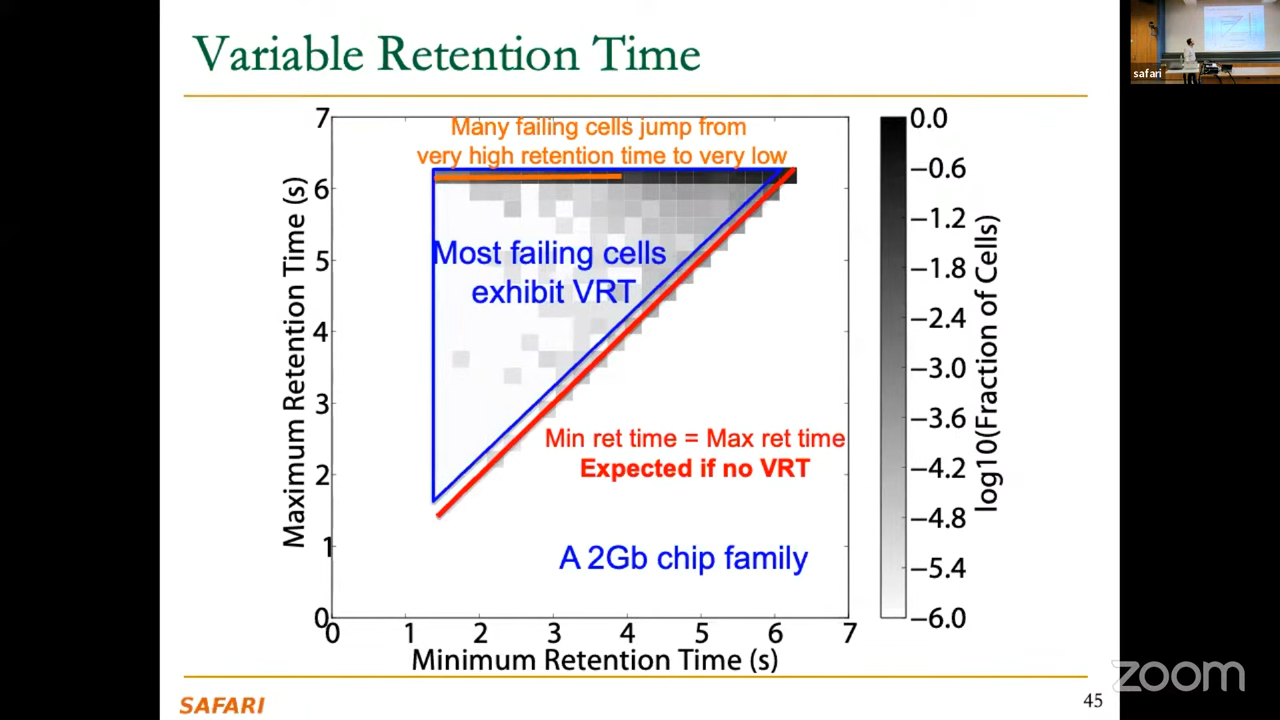 Variable Retention Time
safari
Many failing cells jump from
very high retention time to very low
Most failing cells
exhibit VRT
Min ret time = Max ret time
Expected if no VRT
A 2Gb chip family
Maximum Retention Time (s)
7
6
5
4
3
2
1
0
0 1 2 3 4 5 6 7
Minimum Retention Time (s)
0.0
−0.6
−1.2
−1.8
−2.4
−3.0
−3.6
−4.2
−4.8
−5.4
−6.0
log10(Fraction of Cells)
SAFARI
45
zoom